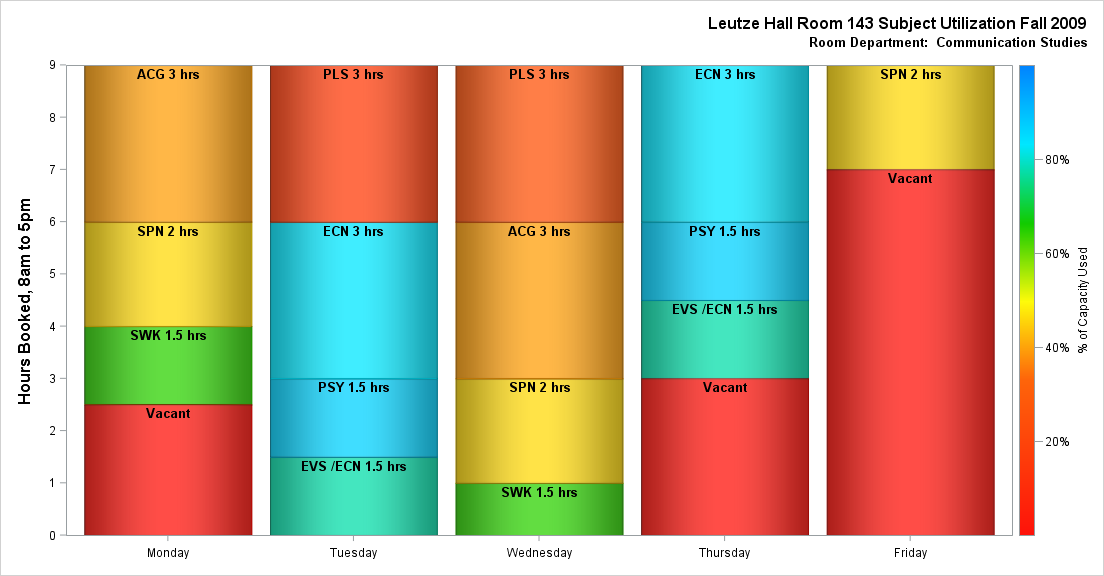 Leutze Hall Room 143 Subject Utilization Fall 2009
Room Department:  Communication Studies
Hours Booked, 8am to 5pm
9
8
7
6
5
4
3
2
1
0
ACG 3 hrs
SPN 2 hrs
SWK 1.5 hrs
Vacant
Monday
PLS 3 hrs
ECN 3 hrs
PSY 1.5 hrs
EVS /ECN 1.5 hrs
Tuesday
PLS 3 hrs
ACG 3 hrs
SPN 2 hrs
SWK 1.5 hrs
Wednesday
ECN 3 hrs
PSY 1.5 hrs
EVS /ECN 1.5 hrs
Vacant
Thursday
SPN 2 hrs
Vacant
Friday
80%
60%
40%
20%
% of Capacity Used